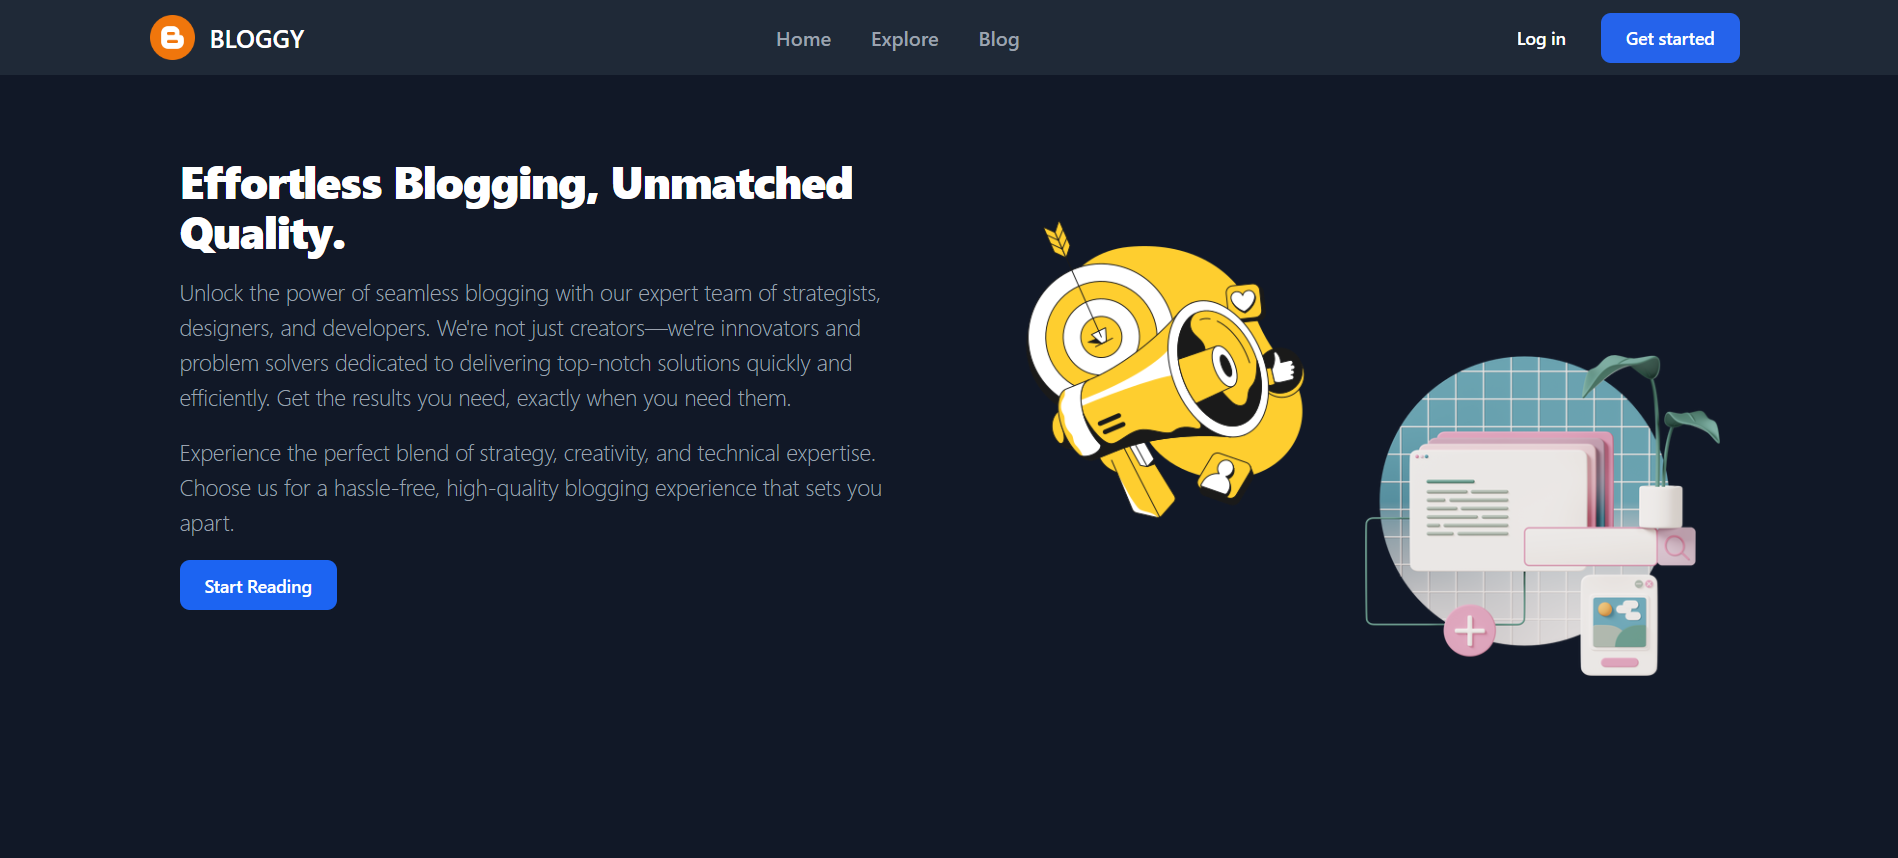 BLOGGY
Home
Explore
Blog
Log in
Get started
Effortless Blogging, Unmatched
Quality.
Unlock the power of seamless blogging with our expert team of strategists,
designers, and developers. We're not just creators—we're innovators and
problem solvers dedicated to delivering top-notch solutions quickly and
efficiently. Get the results you need, exactly when you need them.
Experience the perfect blend of strategy, creativity, and technical expertise.
Choose us for a hassle-free, high-quality blogging experience that sets you
apart.
Start Reading